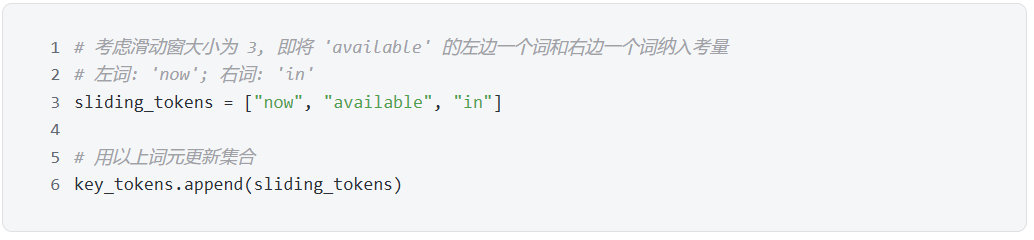 1 # 考虑滑动窗大小为 3, 即将 'available' 的左边一个词和右边一个词纳入考量
2 # 左词: 'now'; 右词: 'in'
3 sliding_tokens = ["now", "available", "in"]
4
5 # 用以上词元更新集合
6 key_tokens.append(sliding_tokens)